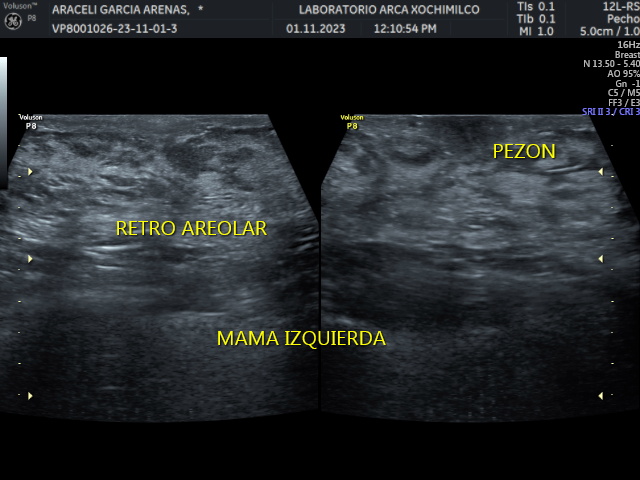 Voluson™
P8
ARACELI GARCIA ARENAS, *
LABORATORIO ARCA XOCHIMILCO
TIs 0.1
12L-RS
TIb 0.1
Pecho
VP8001026-23-11-01-3
01.11.2023
12:10:54 PM
MI 1.0
5.0cm / 1.0
16Hz
Breast
N 13.50 - 5.40
AO 95%
Gn -1
C5 / M5
FF3 / E3
SRI II 3 / CRI 3
Voluson
P8
Voluson
P8
PEZON
RETRO AREOLAR
MAMA IZQUIERDA